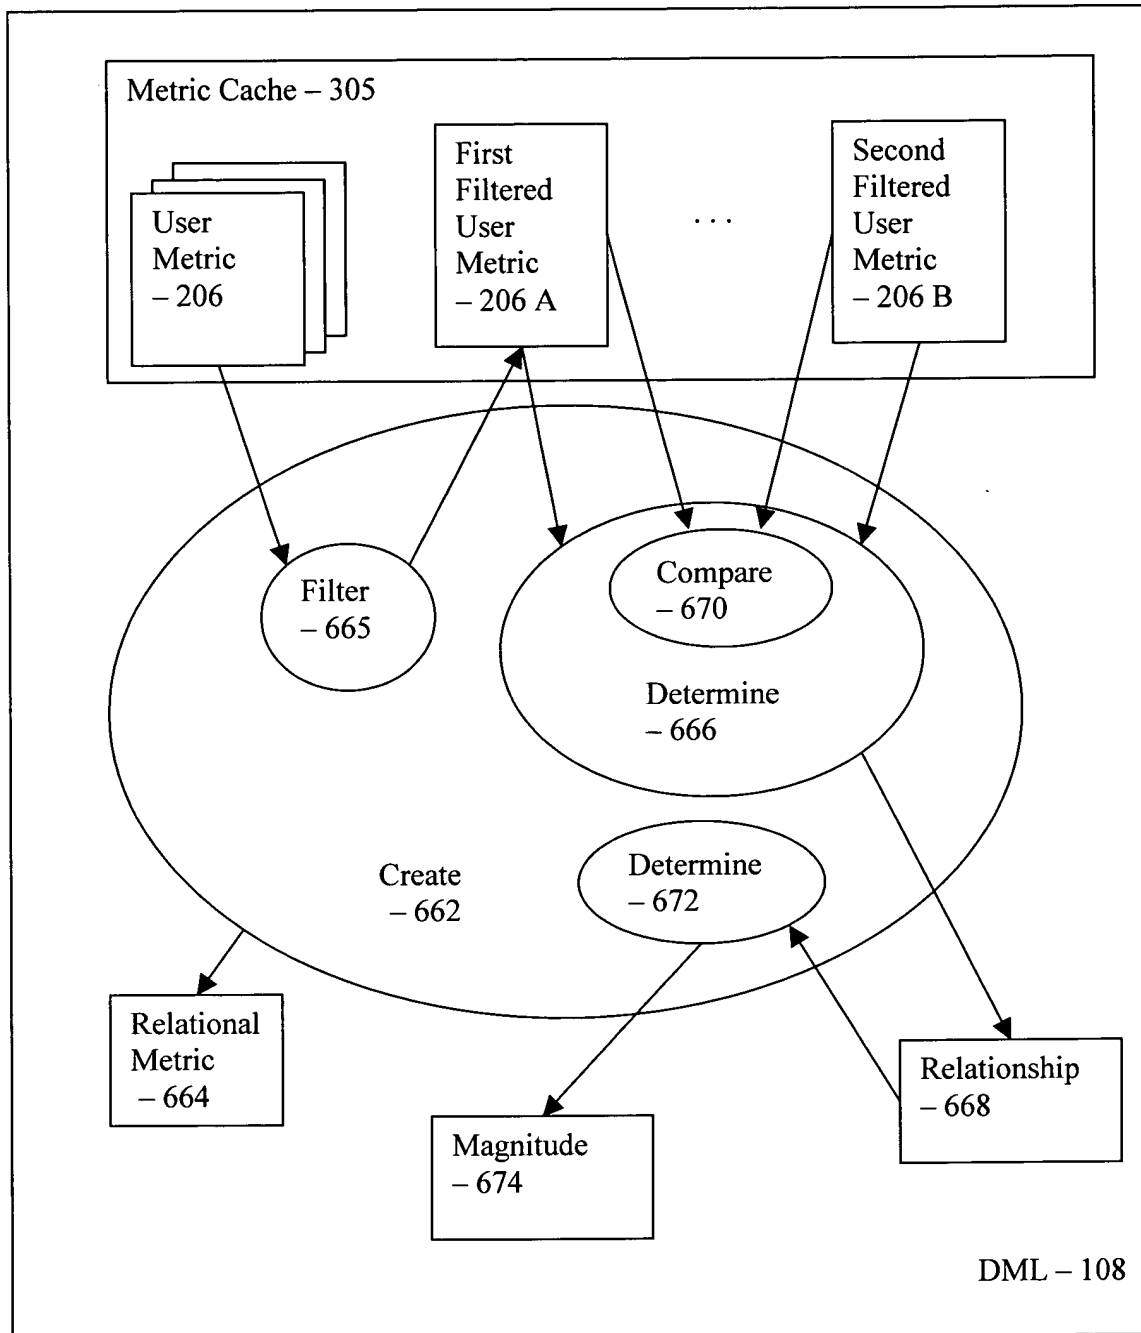 Metric Cache – 305
User
Metric
– 206
First
Filtered
User
Metric
– 206 A
. . .
Second
Filtered
User
Metric
– 206 B
Filter
– 665
Compare
– 670
Determine
– 666
Create
– 662
Determine
– 672
Relational
Metric
– 664
Magnitude
– 674
Relationship
– 668
DML – 108